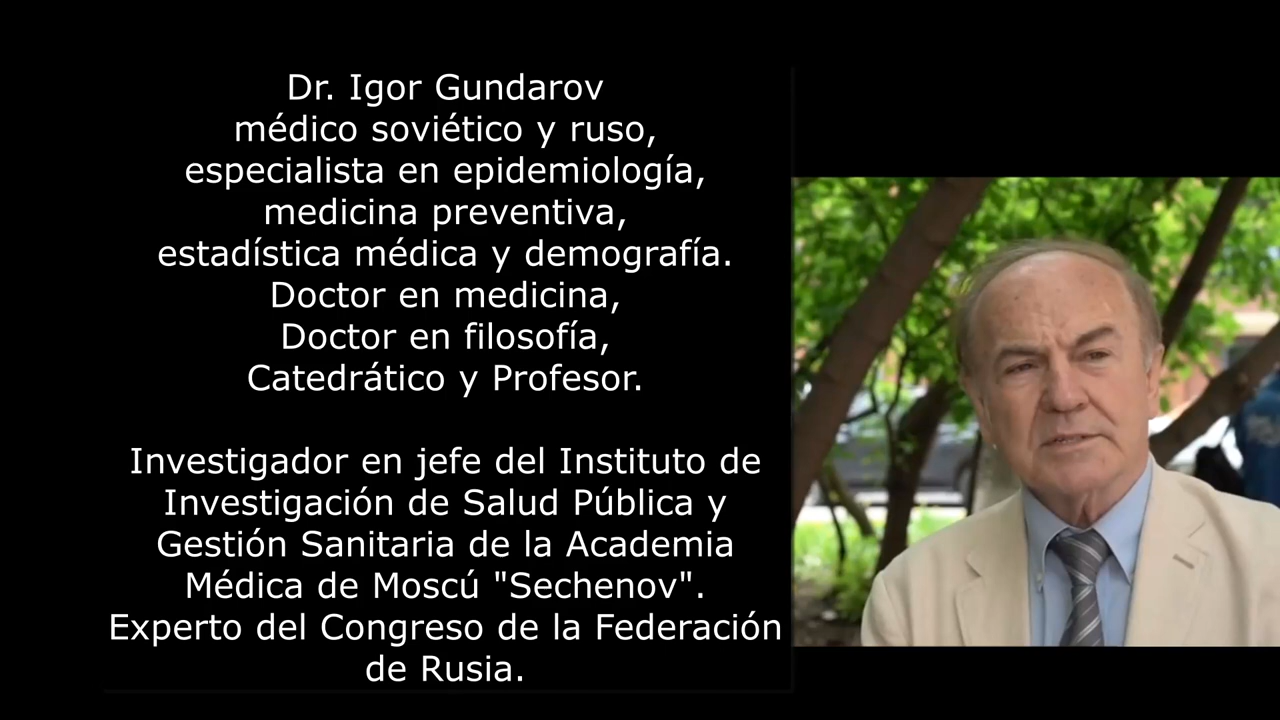 Dr. Igor Gundarov
médico soviético y ruso,
especialista en epidemiología,
medicina preventiva,
estadística médica y demografía.
Doctor en medicina,
Doctor en filosofía,
Catedrático y Profesor.
Investigador en jefe del Instituto de
Investigación de Salud Pública y
Gestión Sanitaria de la Academia
Médica de Moscú "Sechenov".
Experto del Congreso de la Federación
de Rusia.